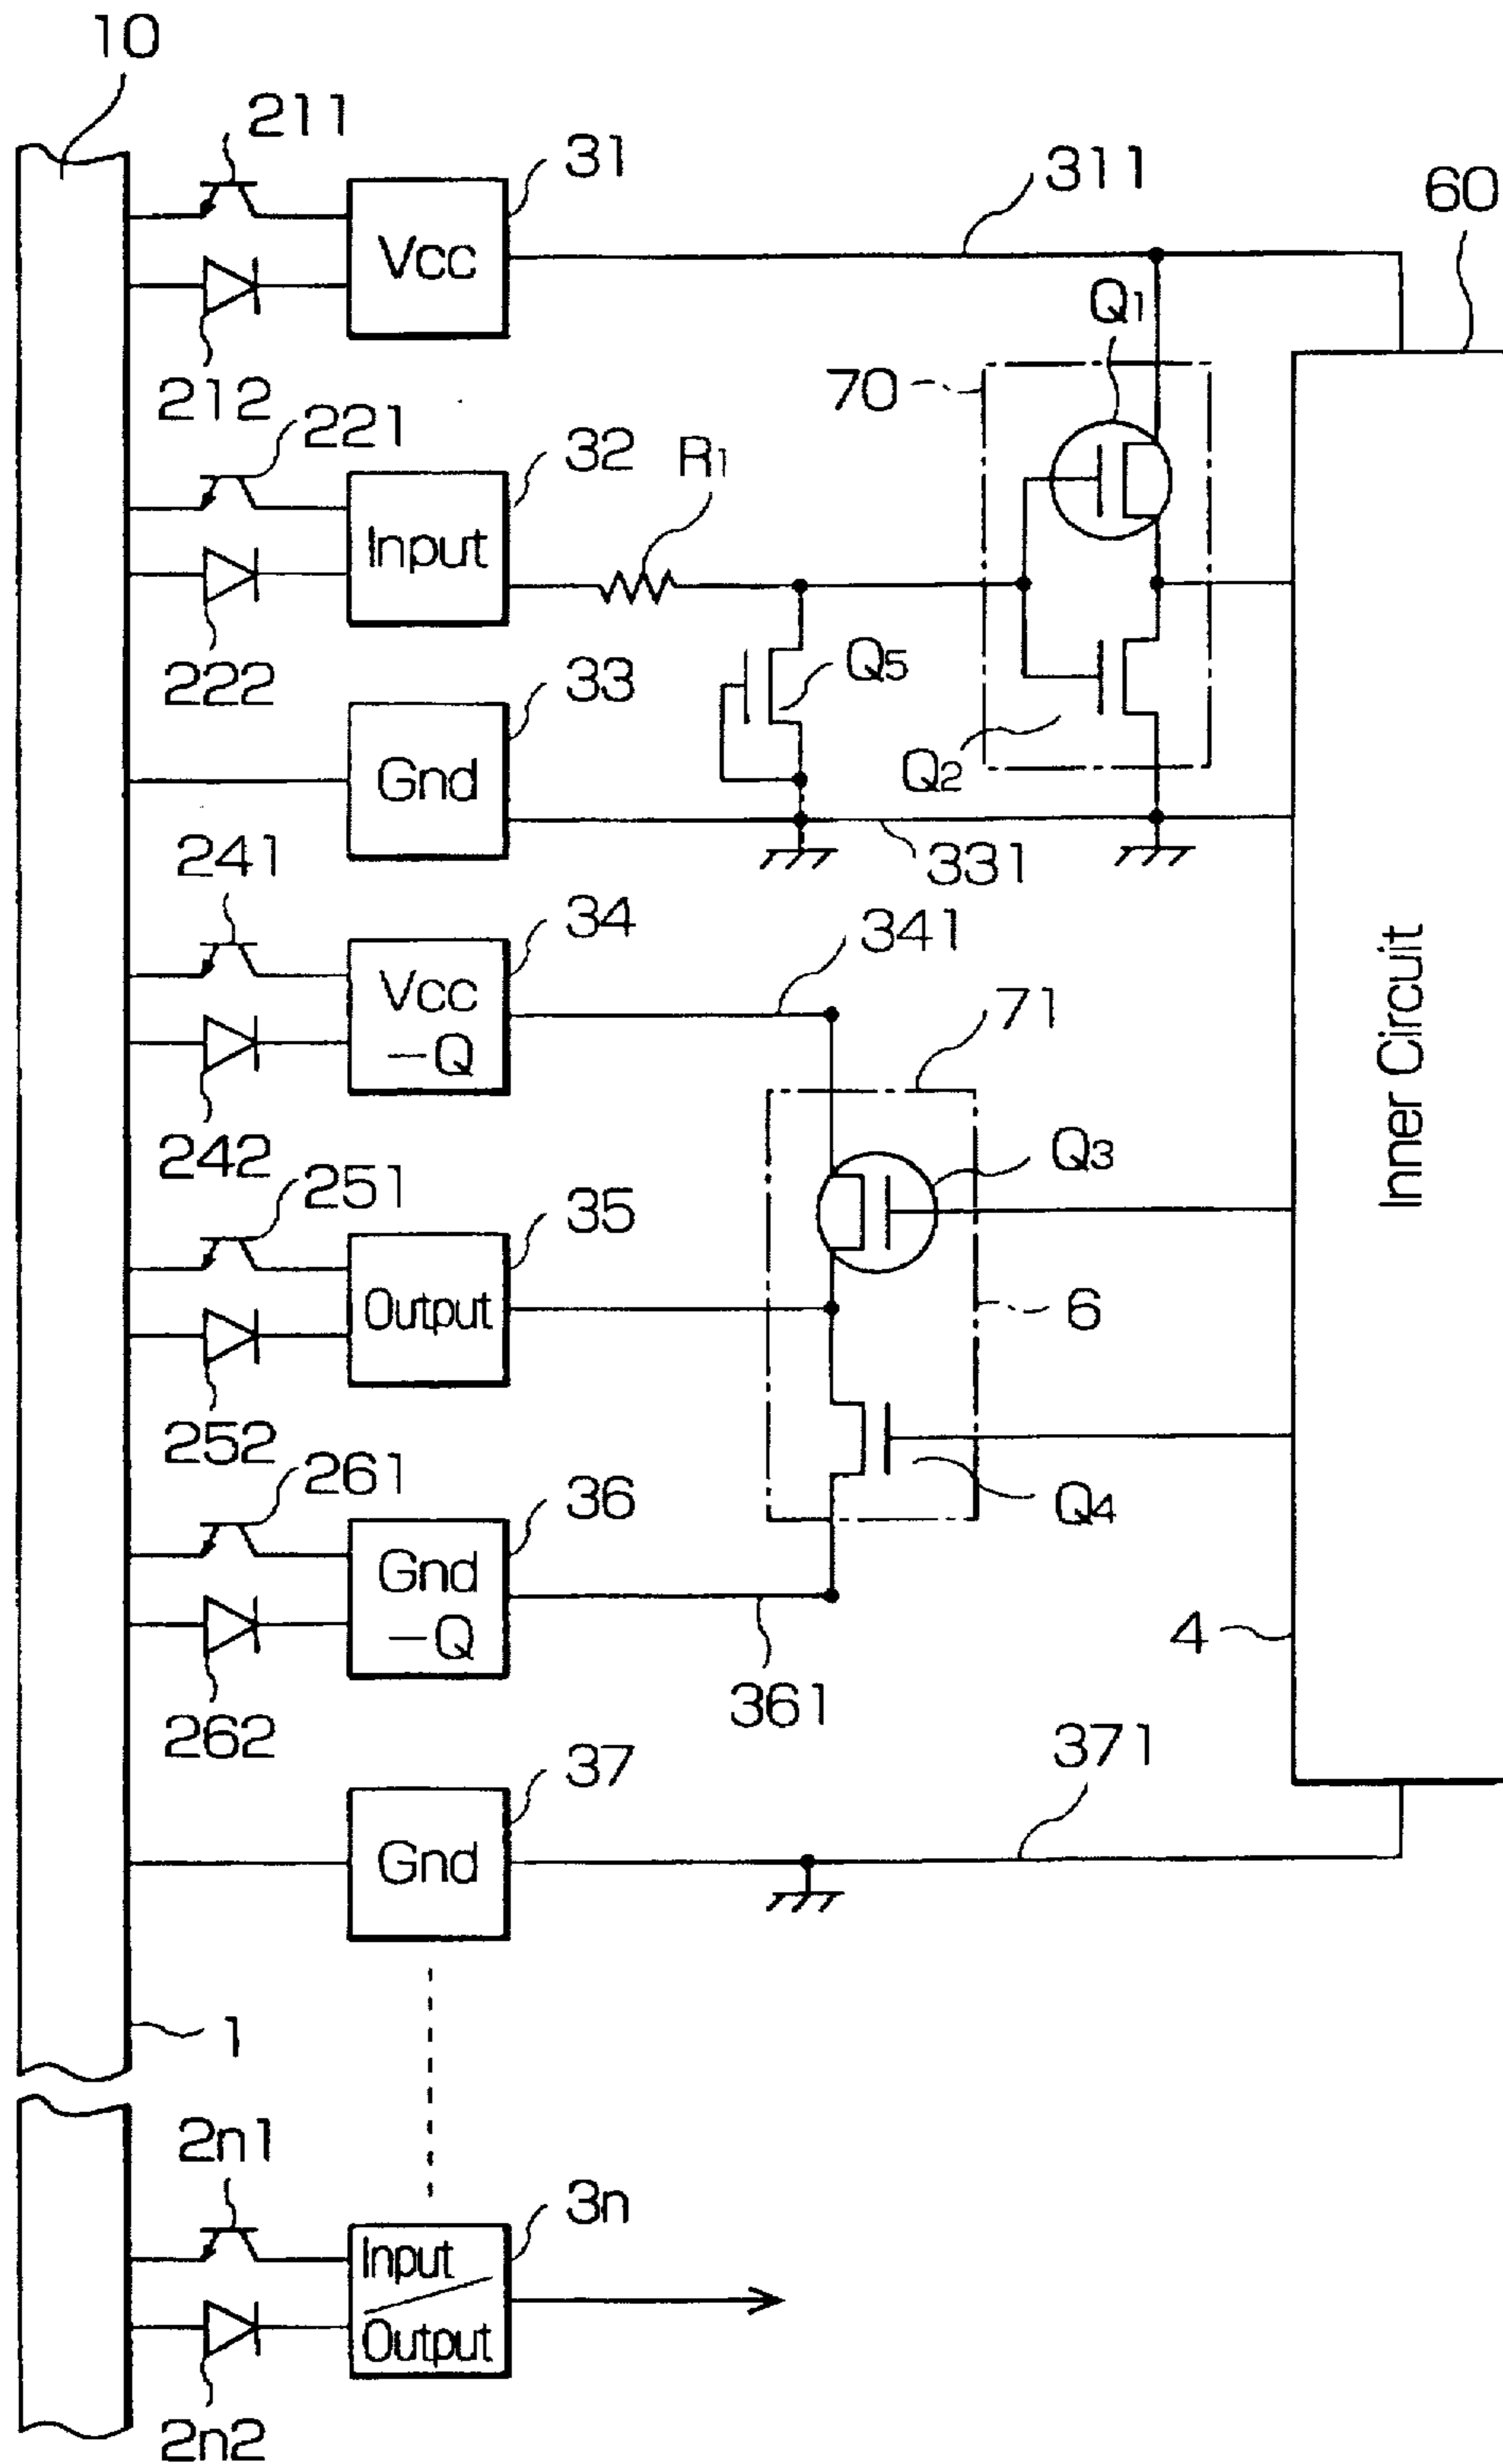 10
211
31
311
60
Vcc
Q1
212
70
221
32
R1
Input
222
33
Q5
Gnd
Q2
241
331
34
341
Vcc
-Q
71
242
251
35
Q3
Output
6
252
261
36
Q4
Gnd
-Q
4
361
262
37
371
Gnd
Inner Circuit
1
2n1
3n
Input
Output
2n2